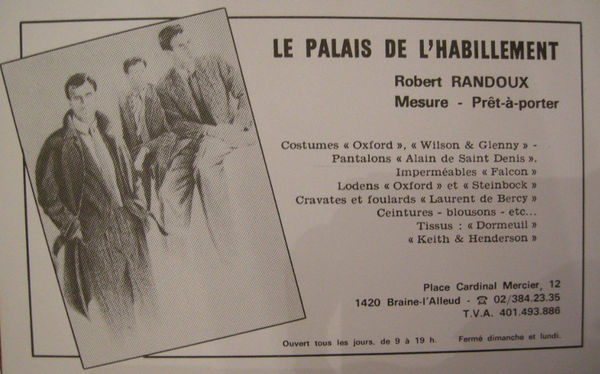 LE PALAIS DE L'HABILLEMENT
Robert RANDOUX
Mesure - Prêt-à-porter
Costumes « Oxford », « Wilson & Glenny » -
Pantalons « Alain de Saint Denis ».
Imperméables « Falcon »
Lodens « Oxford » et « Steinbock »
Cravates et foulards « Laurent de Bercy »
Ceintures - blousons - etc...
Tissus : « Dormeuil »
« Keith & Henderson »
Place Cardinal Mercier, 12
1420 Braine-l'Alleud - ☎ 02/384.23.35
T.V.A. 401.493.886
Ouvert tous les jours. de 9 à 19 h. Fermé dimanche et lundi.